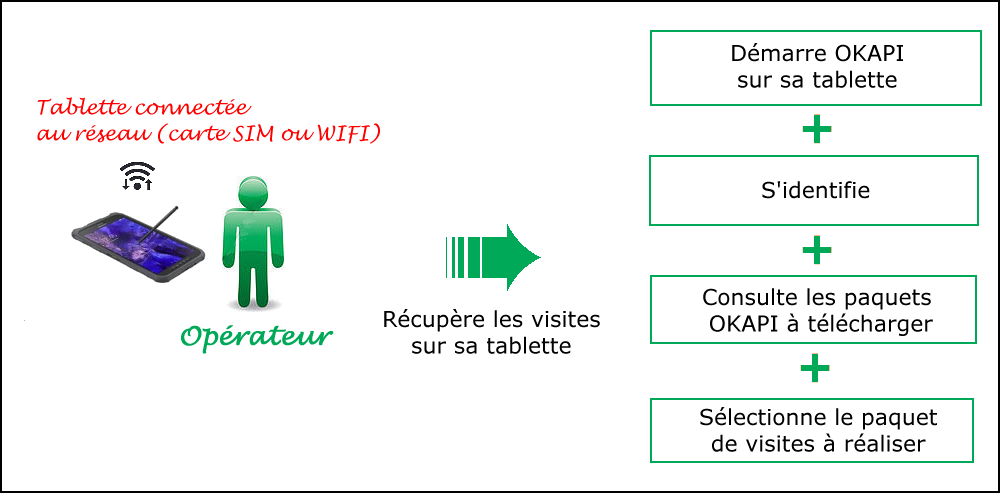 Tablette connectée
au réseau (carte SIM ou WIFI)
Opérateur
Récupère les visites
sur sa tablette
Démarre OKAPI
sur sa tablette
+
S'identifie
+
Consulte les paquets
OKAPI à télécharger
+
Sélectionne le paquet
de visites à réaliser